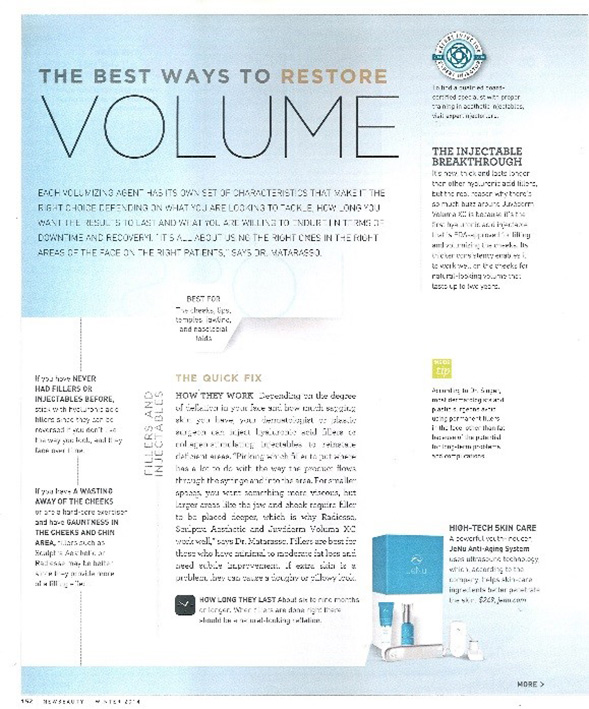 THE BEST WAYS TO RESTORE
VOLUME
EACH VOLUMIZING AGENT HAS ITS OWN SET OF CHARACTERISTICS THAT MAKE IT THE
RIGHT CHOICE DEPENDING ON WHAT YOU ARE LOOKING TO TACKLE, HOW LONG YOU
WANT THE RESULTS TO LAST AND WHAT YOU ARE WILLING TO ENDURE IN TERMS OF
DOWNTIME AND RECOVERY. "IT'S ALL ABOUT USING THE RIGHT ONES IN THE RIGHT
AREAS OF THE FACE ON THE RIGHT PATIENTS," SAYS DR. MATARASSO.
To find a qualified board-
certified specialist with proper
training in aesthetic injectables,
visit
THE INJECTABLE
BREAKTHROUGH
It's new, thick and lasts longer
than other hyaluronic acid fillers,
but the real reason why there's
so much buzz around Juvéderm
Voluma XC is because it's the
first hyaluronic acid injectable
that is FDA-approved for lifting
and volumizing the cheeks. Its
thicker consistency enables it
to work well on the cheeks for
natural-looking volume that
lasts up to two years.
BEST FOR
The cheeks, lips,
temples, jawline,
and nasolabial
folds
If you have NEVER
HAD FILLERS OR
INJECTABLES BEFORE,
stick with hyaluronic acid
fillers since they can be
reversed if you don't like
the way you look, and they
fade over time.
If you have A WASTING
AWAY OF THE CHEEKS
or are a hard-core exerciser
and have GAUNTNESS IN
THE CHEEKS AND CHIN
AREA, fillers such as
Sculptra Aesthetic or
Radiesse may be better
since they provide more
of a lifting effect.
FILLERS AND
INJECTABLES
THE QUICK FIX
HOW THEY WORK Depending on the degree
of deflation in your face and how much sagging
skin you have, your dermatologist or plastic
surgeon can inject hyaluronic acid fillers or
collagen-stimulating injectables to reinflate
deficient areas. "Picking which filler to put where
has a lot to do with the way the product flows
through the syringe and into the area. For smaller
spaces, you want something more viscous, but
larger areas like the jaw and cheek require filler
to be placed deeper, which is why Radiesse,
Sculptra Aesthetic and Juvéderm Voluma XC
work well," says Dr. Matarasso. Fillers are best for
those who have minimal to moderate fat loss and
need subtle improvement. If extra skin is a
problem, they can cause a doughy or pillowy look.
HOW LONG THEY LAST About six to nine months
or longer. When fillers are done right there
should be a natural-looking reflation.
tip
According to Dr.
most dermatologists and
plastic surgeons avoid
using permanent fillers
in the face other than fat
because of the potential
for long-term problems
and complications.
HIGH-TECH SKIN CARE
A powerful youth-inducer,
JeNu Anti-Aging System
uses ultrasound technology,
which, according to the
company, helps skin-care
ingredients better penetrate
the skin. $249, jenu.com
JeNu
MORE >
152 NEWBEAUTY WINTER 2014